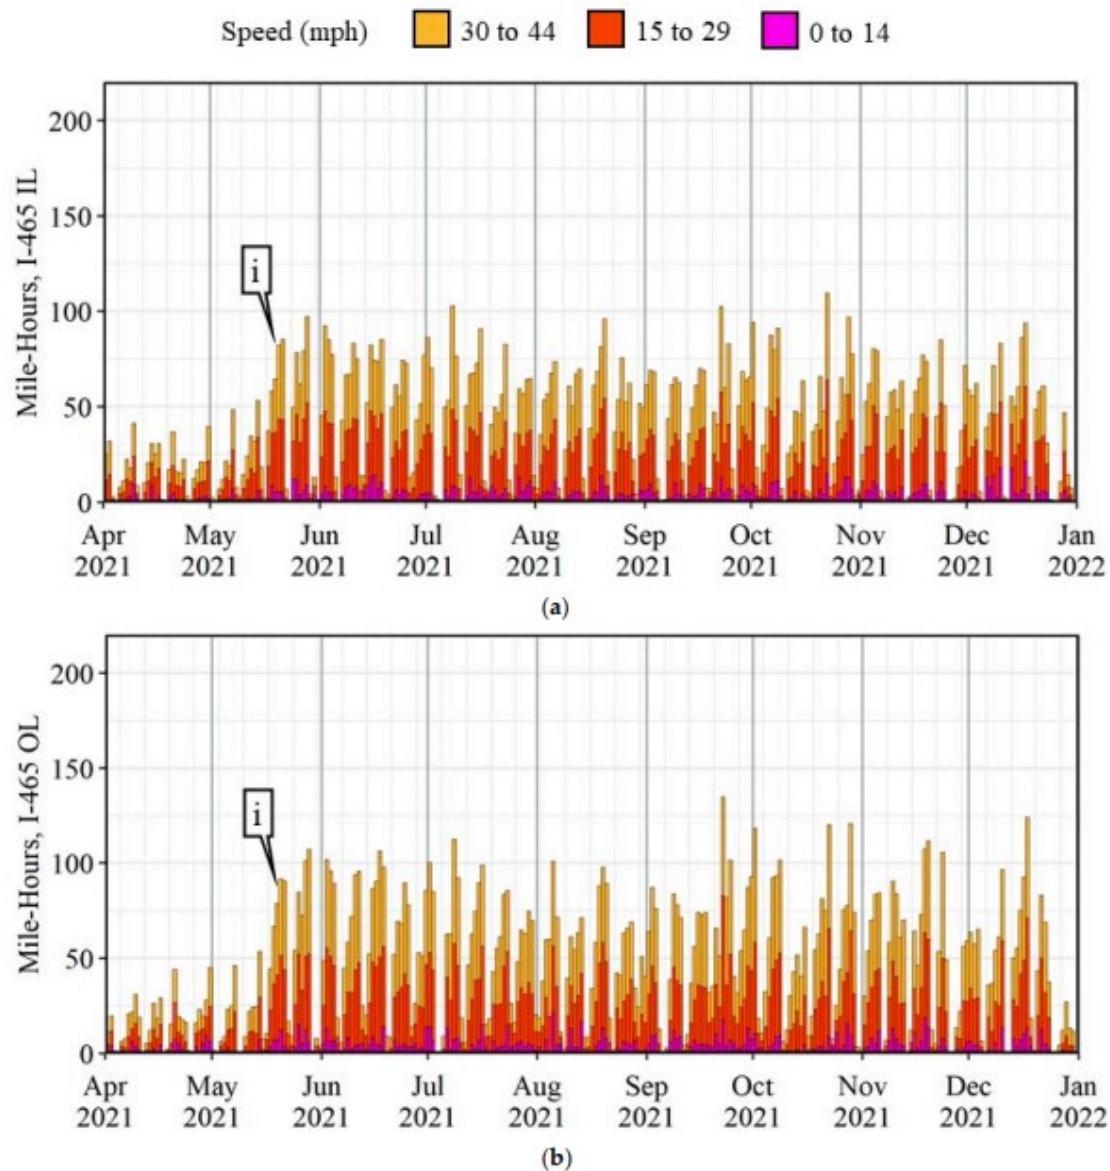 Speed (mph) 30 to 44 15 to 29 0 to 14
Mile-Hours, I-465 IL
200
150
100
50
0
i
Apr May Jun Jul Aug Sep Oct Nov Dec Jan
2021 2021 2021 2021 2021 2021 2021 2021 2021 2022
(a)
Mile-Hours, I-465 OL
200
150
100
50
0
i
Apr May Jun Jul Aug Sep Oct Nov Dec Jan
2021 2021 2021 2021 2021 2021 2021 2021 2021 2022
(b)